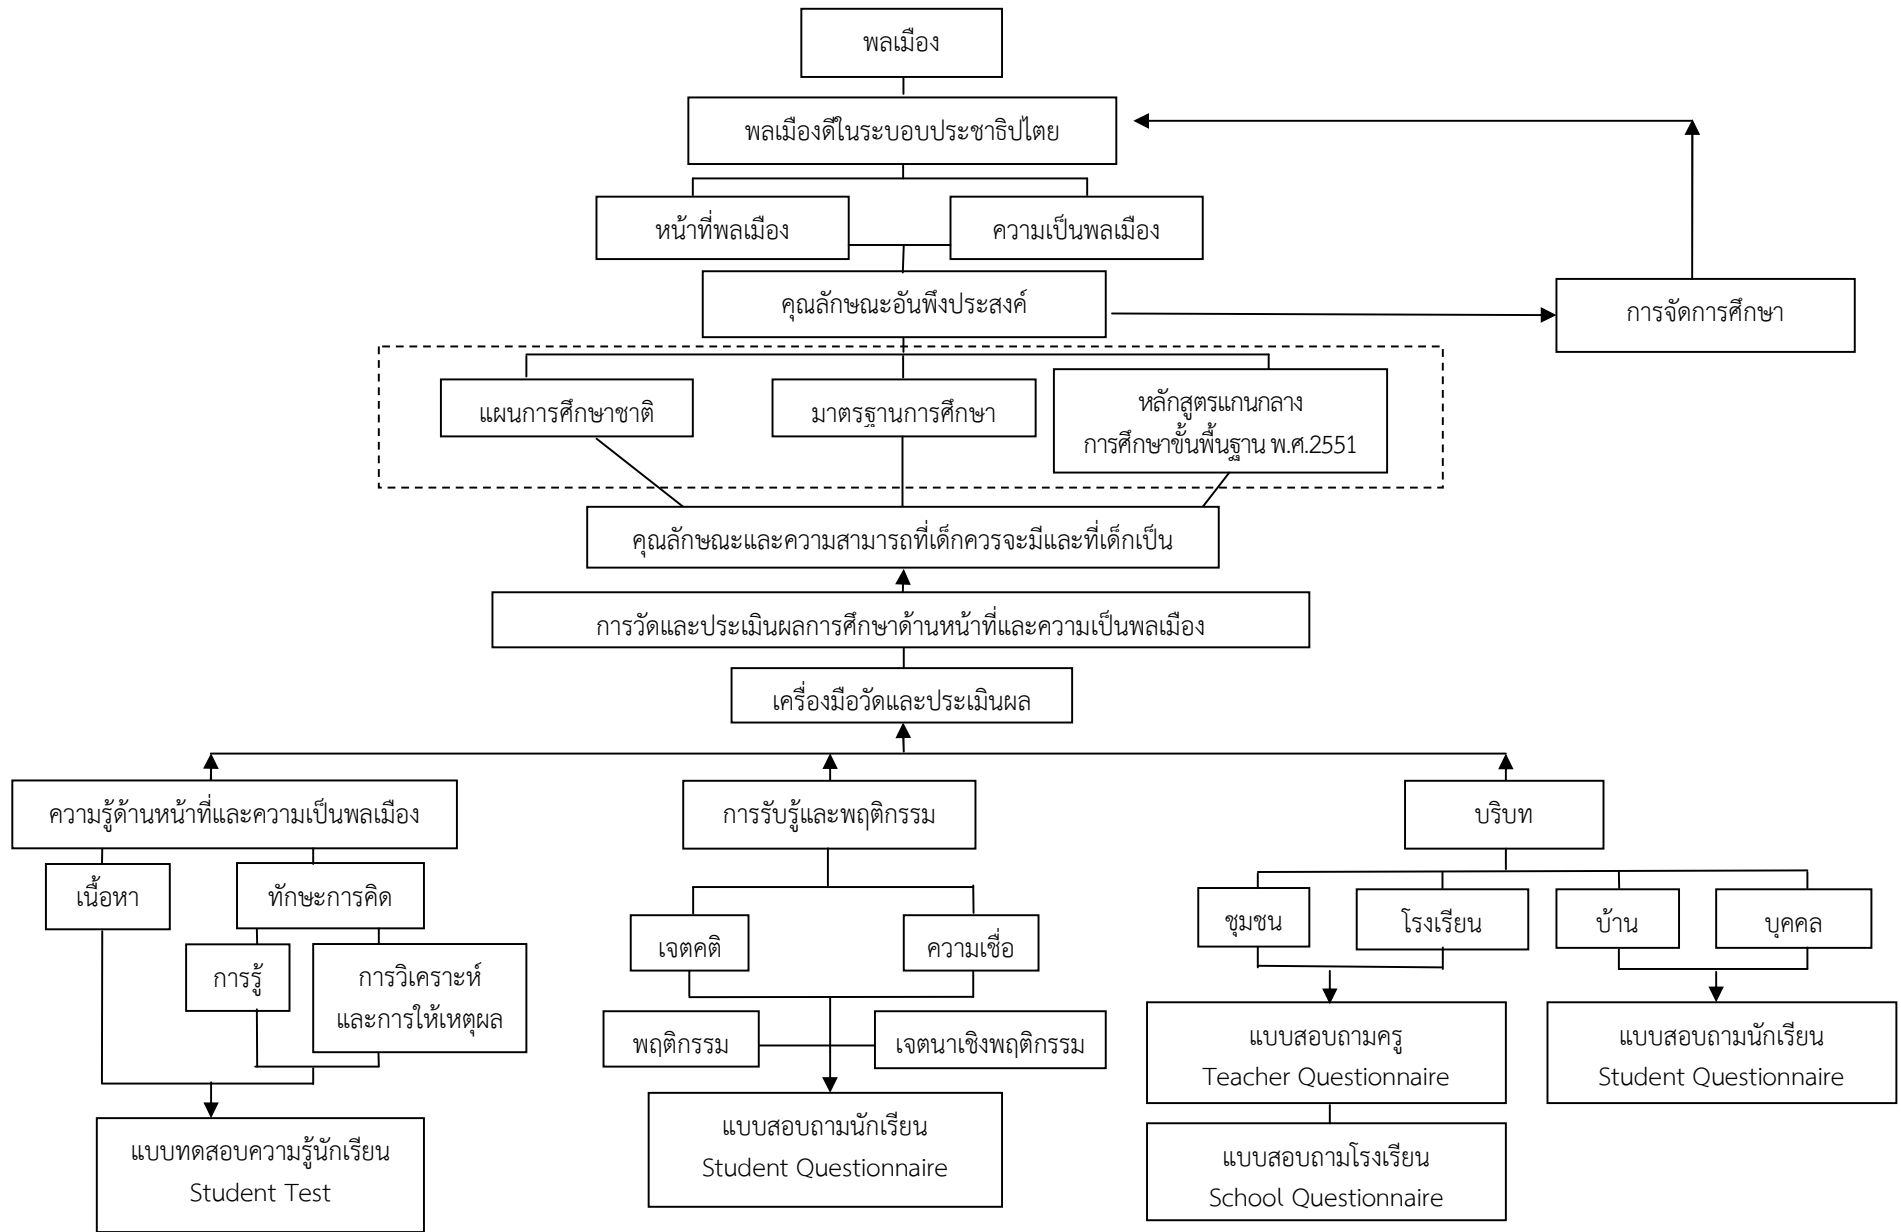 พลเมือง
พลเมืองดีในระบอบประชาธิปไตย
หน้าที่พลเมือง
ความเป็นพลเมือง
คุณลักษณะอันพึงประสงค์
การจัดการศึกษา
แผนการศึกษาชาติ
มาตรฐานการศึกษา
หลักสูตรแกนกลาง
การศึกษาขั้นพื้นฐาน พ.ศ.2551
คุณลักษณะและความสามารถที่เด็กควรจะมีและที่เด็กเป็น
การวัดและประเมินผลการศึกษาด้านหน้าที่และความเป็นพลเมือง
เครื่องมือวัดและประเมินผล
ความรู้ด้านหน้าที่และความเป็นพลเมือง
การรับรู้และพฤติกรรม
บริบท
เนื้อหา
ทักษะการคิด
การรู้
การวิเคราะห์
และการให้เหตุผล
เจตคติ
ความเชื่อ
พฤติกรรม
เจตนาเชิงพฤติกรรม
ชุมชน
โรงเรียน
บ้าน
บุคคล
แบบทดสอบความรู้นักเรียน
Student Test
แบบสอบถามนักเรียน
Student Questionnaire
แบบสอบถามครู
Teacher Questionnaire
แบบสอบถามโรงเรียน
School Questionnaire
แบบสอบถามนักเรียน
Student Questionnaire